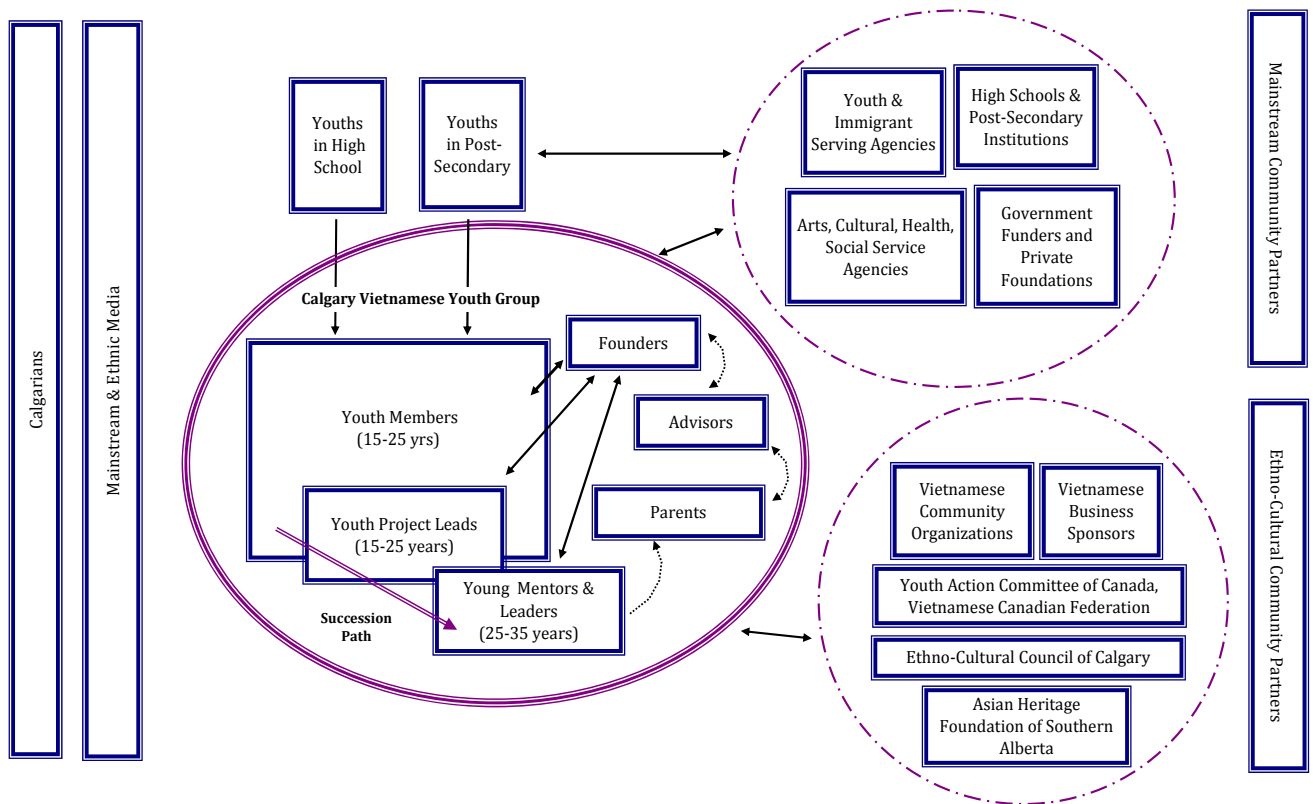 Calgarians
Mainstream & Ethnic Media
Youths
in High
School
Youths
in Post-
Secondary
Youth &
Immigrant
Serving Agencies
High Schools &
Post-Secondary
Institutions
Arts, Cultural, Health,
Social Service
Agencies
Government
Funders and
Private
Foundations
Mainstream Community Partners
Calgary Vietnamese Youth Group
Founders
Youth Members
(15-25 yrs)
Advisors
Parents
Youth Project Leads
(15-25 years)
Young Mentors &
Leaders
(25-35 years)
Succession
Path
Vietnamese
Community
Organizations
Vietnamese
Business
Sponsors
Youth Action Committee of Canada,
Vietnamese Canadian Federation
Ethno-Cultural Council of Calgary
Asian Heritage
Foundation of Southern
Alberta
Ethno-Cultural Community Partners